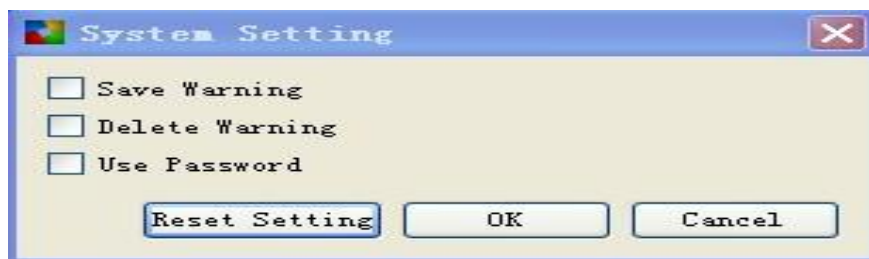 System Setting
Save Warning
Delete Warning
Use Password
Reset Setting OK Cancel